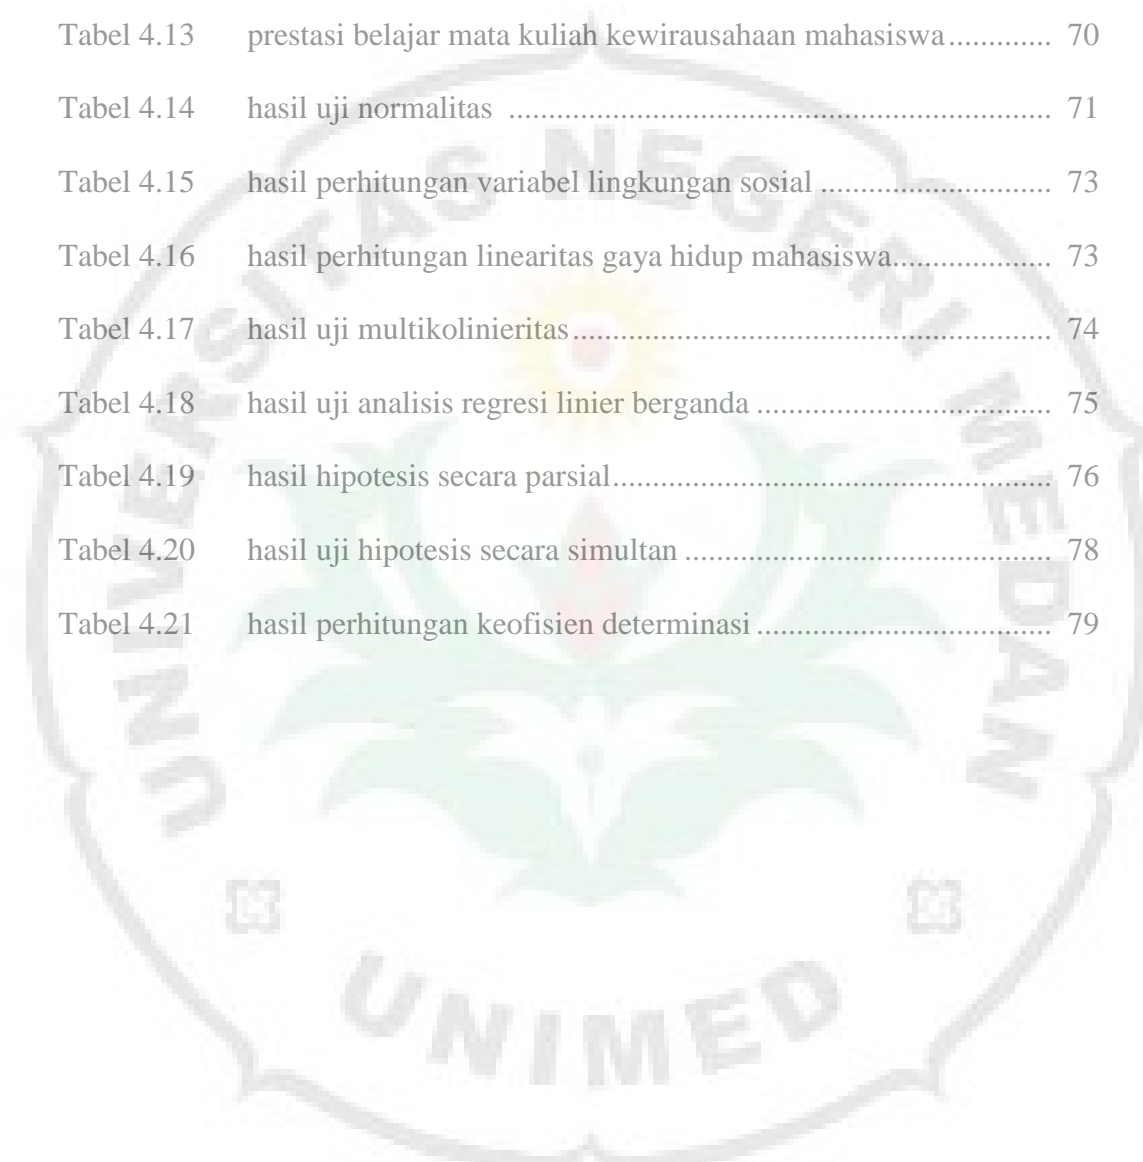 Tabel 4.13 prestasi belajar mata kuliah kewirausahaan mahasiswa ............. 70
Tabel 4.14 hasil uji normalitas .......................................................... 71
Tabel 4.15 hasil perhitungan variabel lingkungan sosial ......................... 73
Tabel 4.16 hasil perhitungan linearitas gaya hidup mahasiswa................. 73
Tabel 4.17 hasil uji multikolinieritas.................................................... 74
Tabel 4.18 hasil uji analisis regresi linier berganda ................................ 75
Tabel 4.19 hasil hipotesis secara parsial............................................... 76
Tabel 4.20 hasil uji hipotesis secara simultan ....................................... 78
Tabel 4.21 hasil perhitungan keofisien determinasi ................................ 79
UNIVERSITAS NEGERI MEDAN
UNIMED